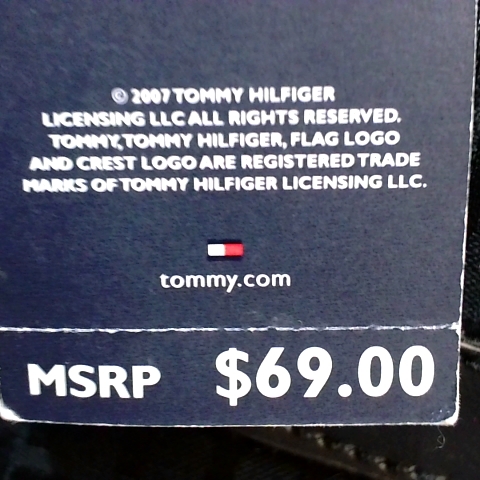 © 2007 TOMMY HILFIGER
LICENSING LLC ALL RIGHTS RESERVED.
TOMMY,TOMMY HILFIGER, FLAG LOGO
AND CREST LOGO ARE REGISTERED TRADE
MARKS OF TOMMY HILFIGER LICENSING LLC.
tommy.com
MSRP $69.00